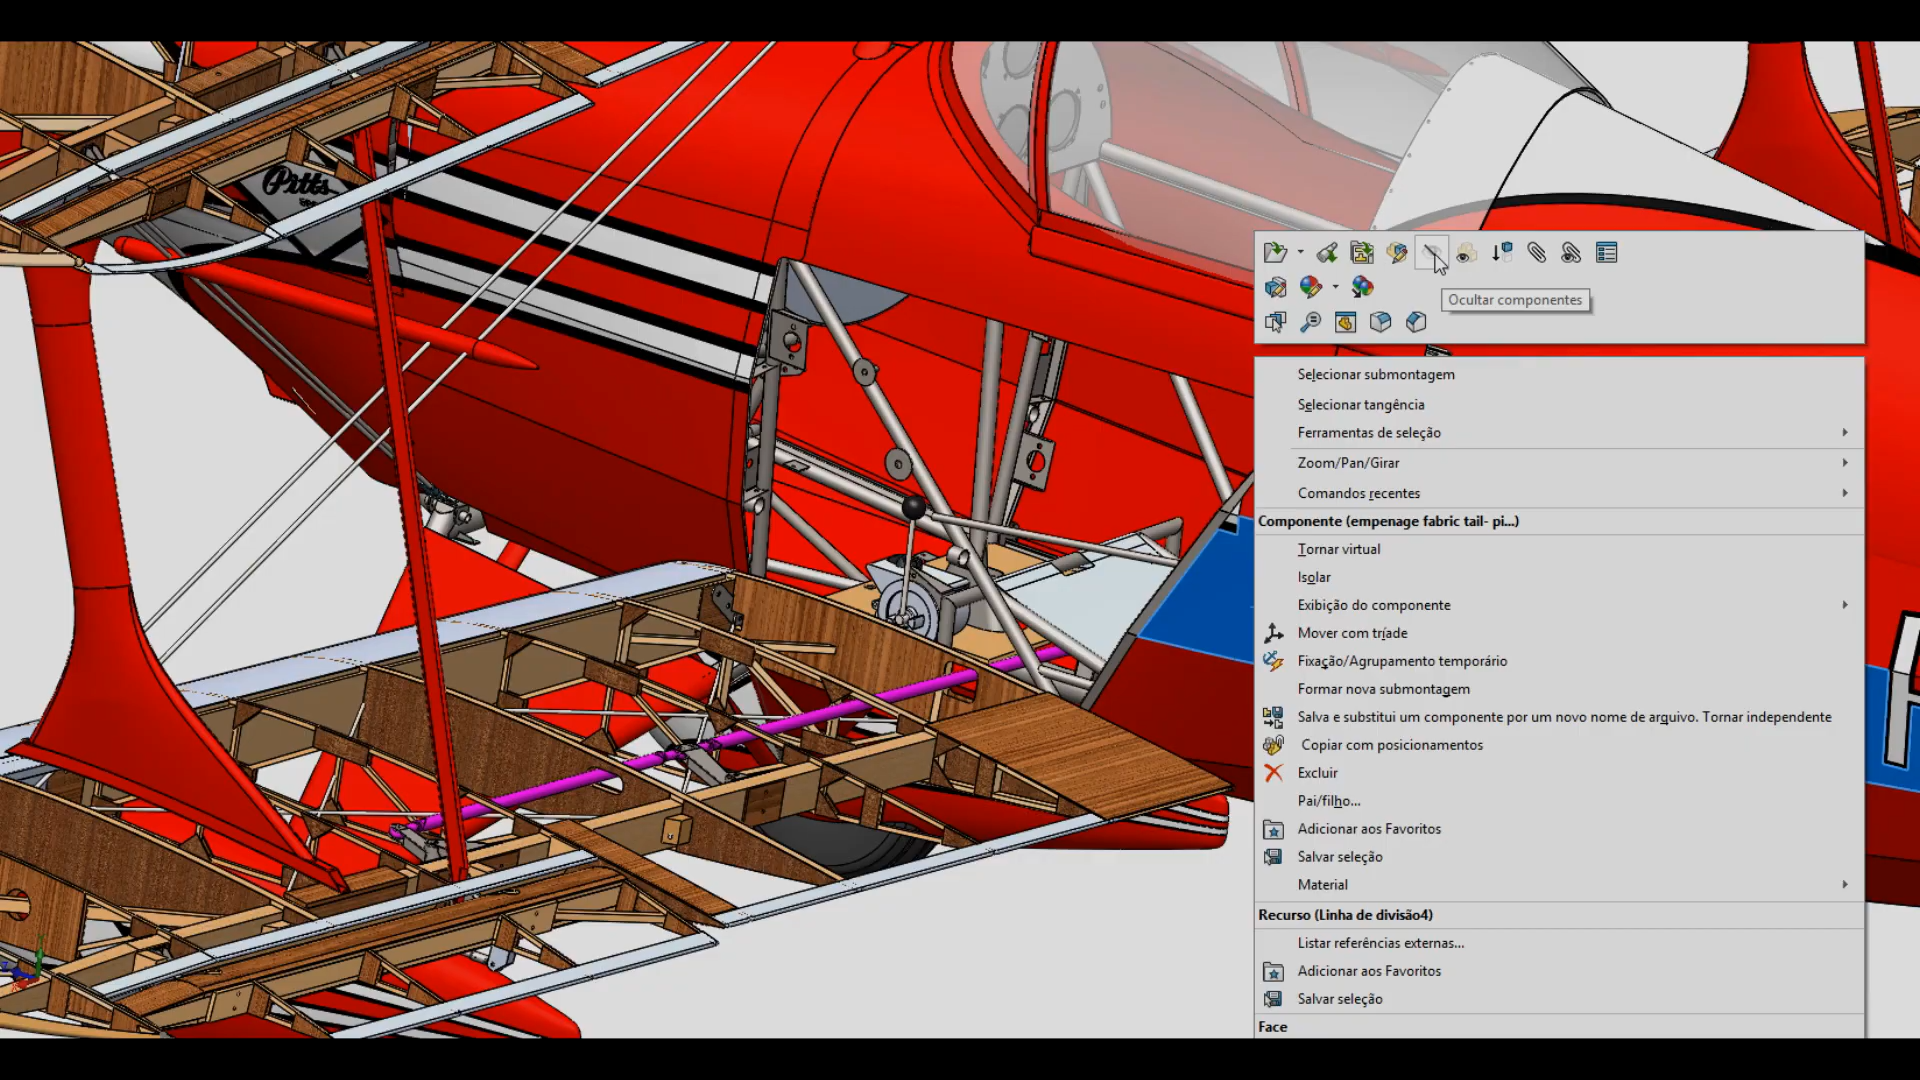 Pitts
Ocultar componentes
Selecionar submontagem
Selecionar tangência
Ferramentas de seleção
Zoom/Pan/Girar
Comandos recentes
Componente (empenage fabric tail- pi...)
Tornar virtual
Isolar
Exibição do componente
Mover com tríade
Fixação/Agrupamento temporário
Formar nova submontagem
Salva e substitui um componente por um novo nome de arquivo. Tornar independente
Copiar com posicionamentos
Excluir
Pai/filho...
Adicionar aos Favoritos
Salvar seleção
Material
Recurso (Linha de divisão4)
Listar referências externas...
Adicionar aos Favoritos
Salvar seleção
Face